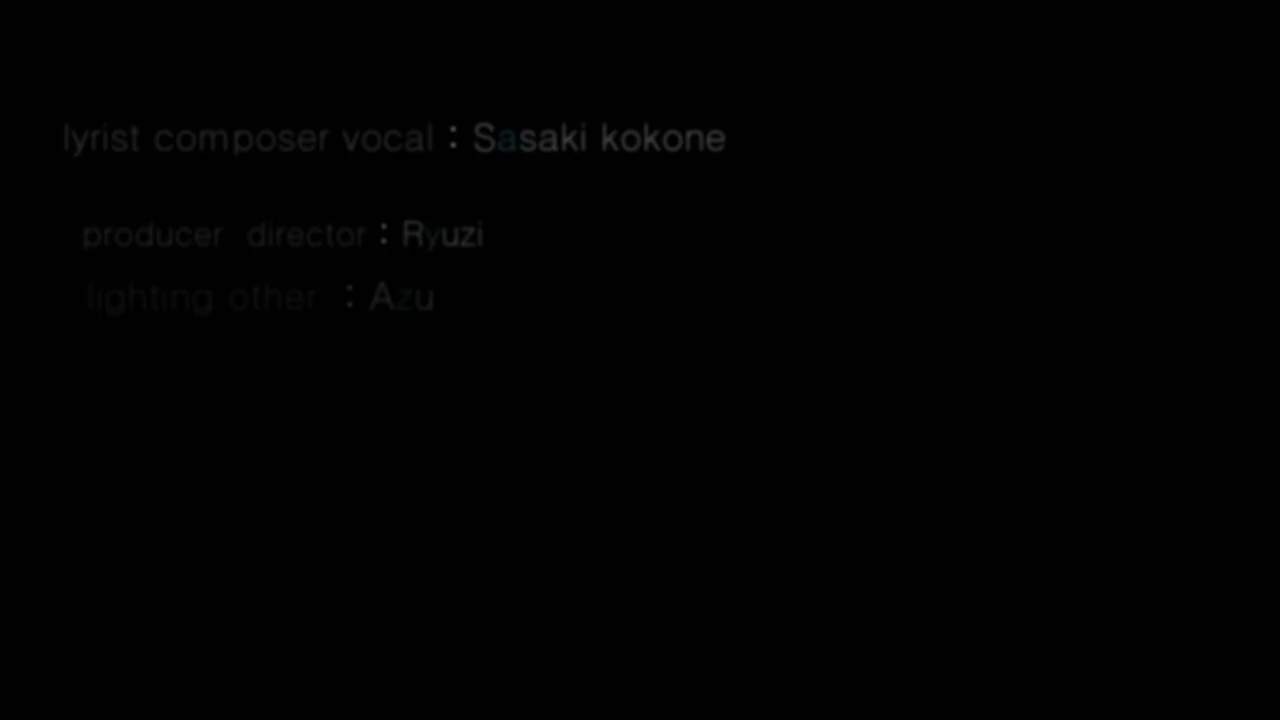 lyrist composer vocal : Sasaki kokone
producer director : Ryuzi
lighting other : Azu